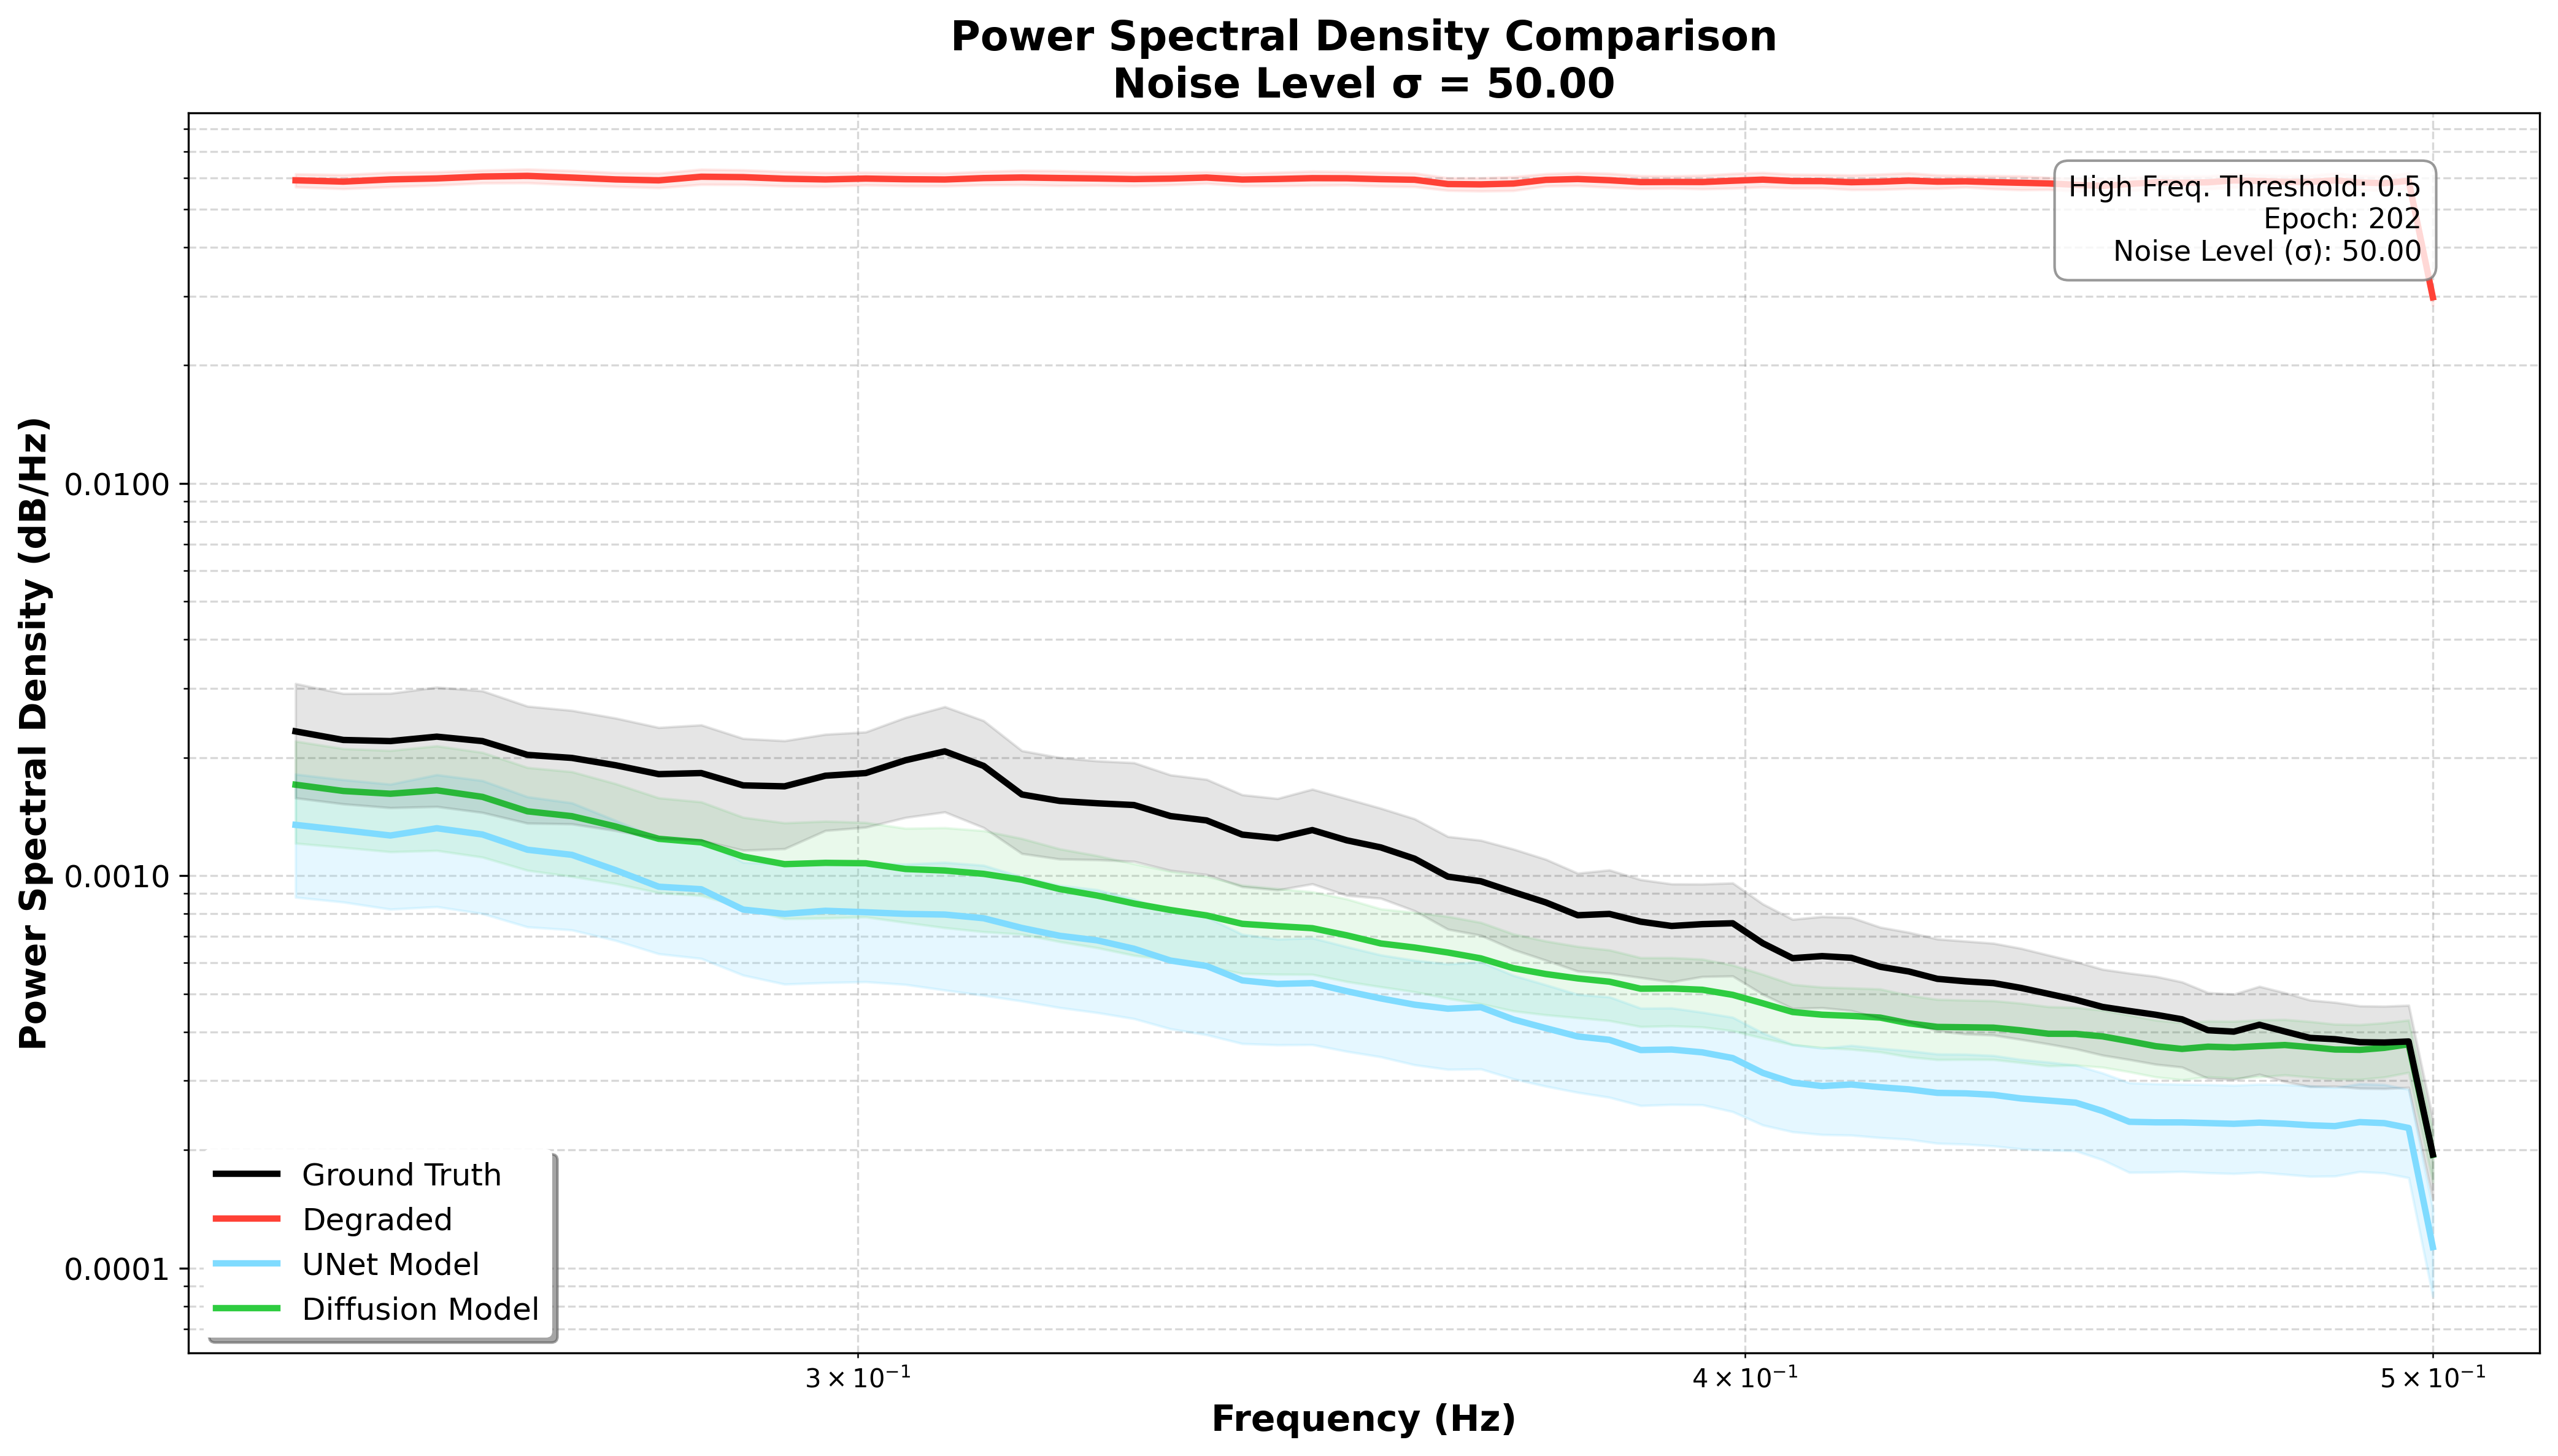 Power Spectral Density Comparison
Noise Level σ = 50.00
High Freq. Threshold: 0.5
Epoch: 202
Noise Level (σ): 50.00
Power Spectral Density (dB/Hz)
0.0100
0.0010
0.0001
Ground Truth
Degraded
UNet Model
Diffusion Model
3 × 10⁻¹
4 × 10⁻¹
5 × 10⁻¹
Frequency (Hz)